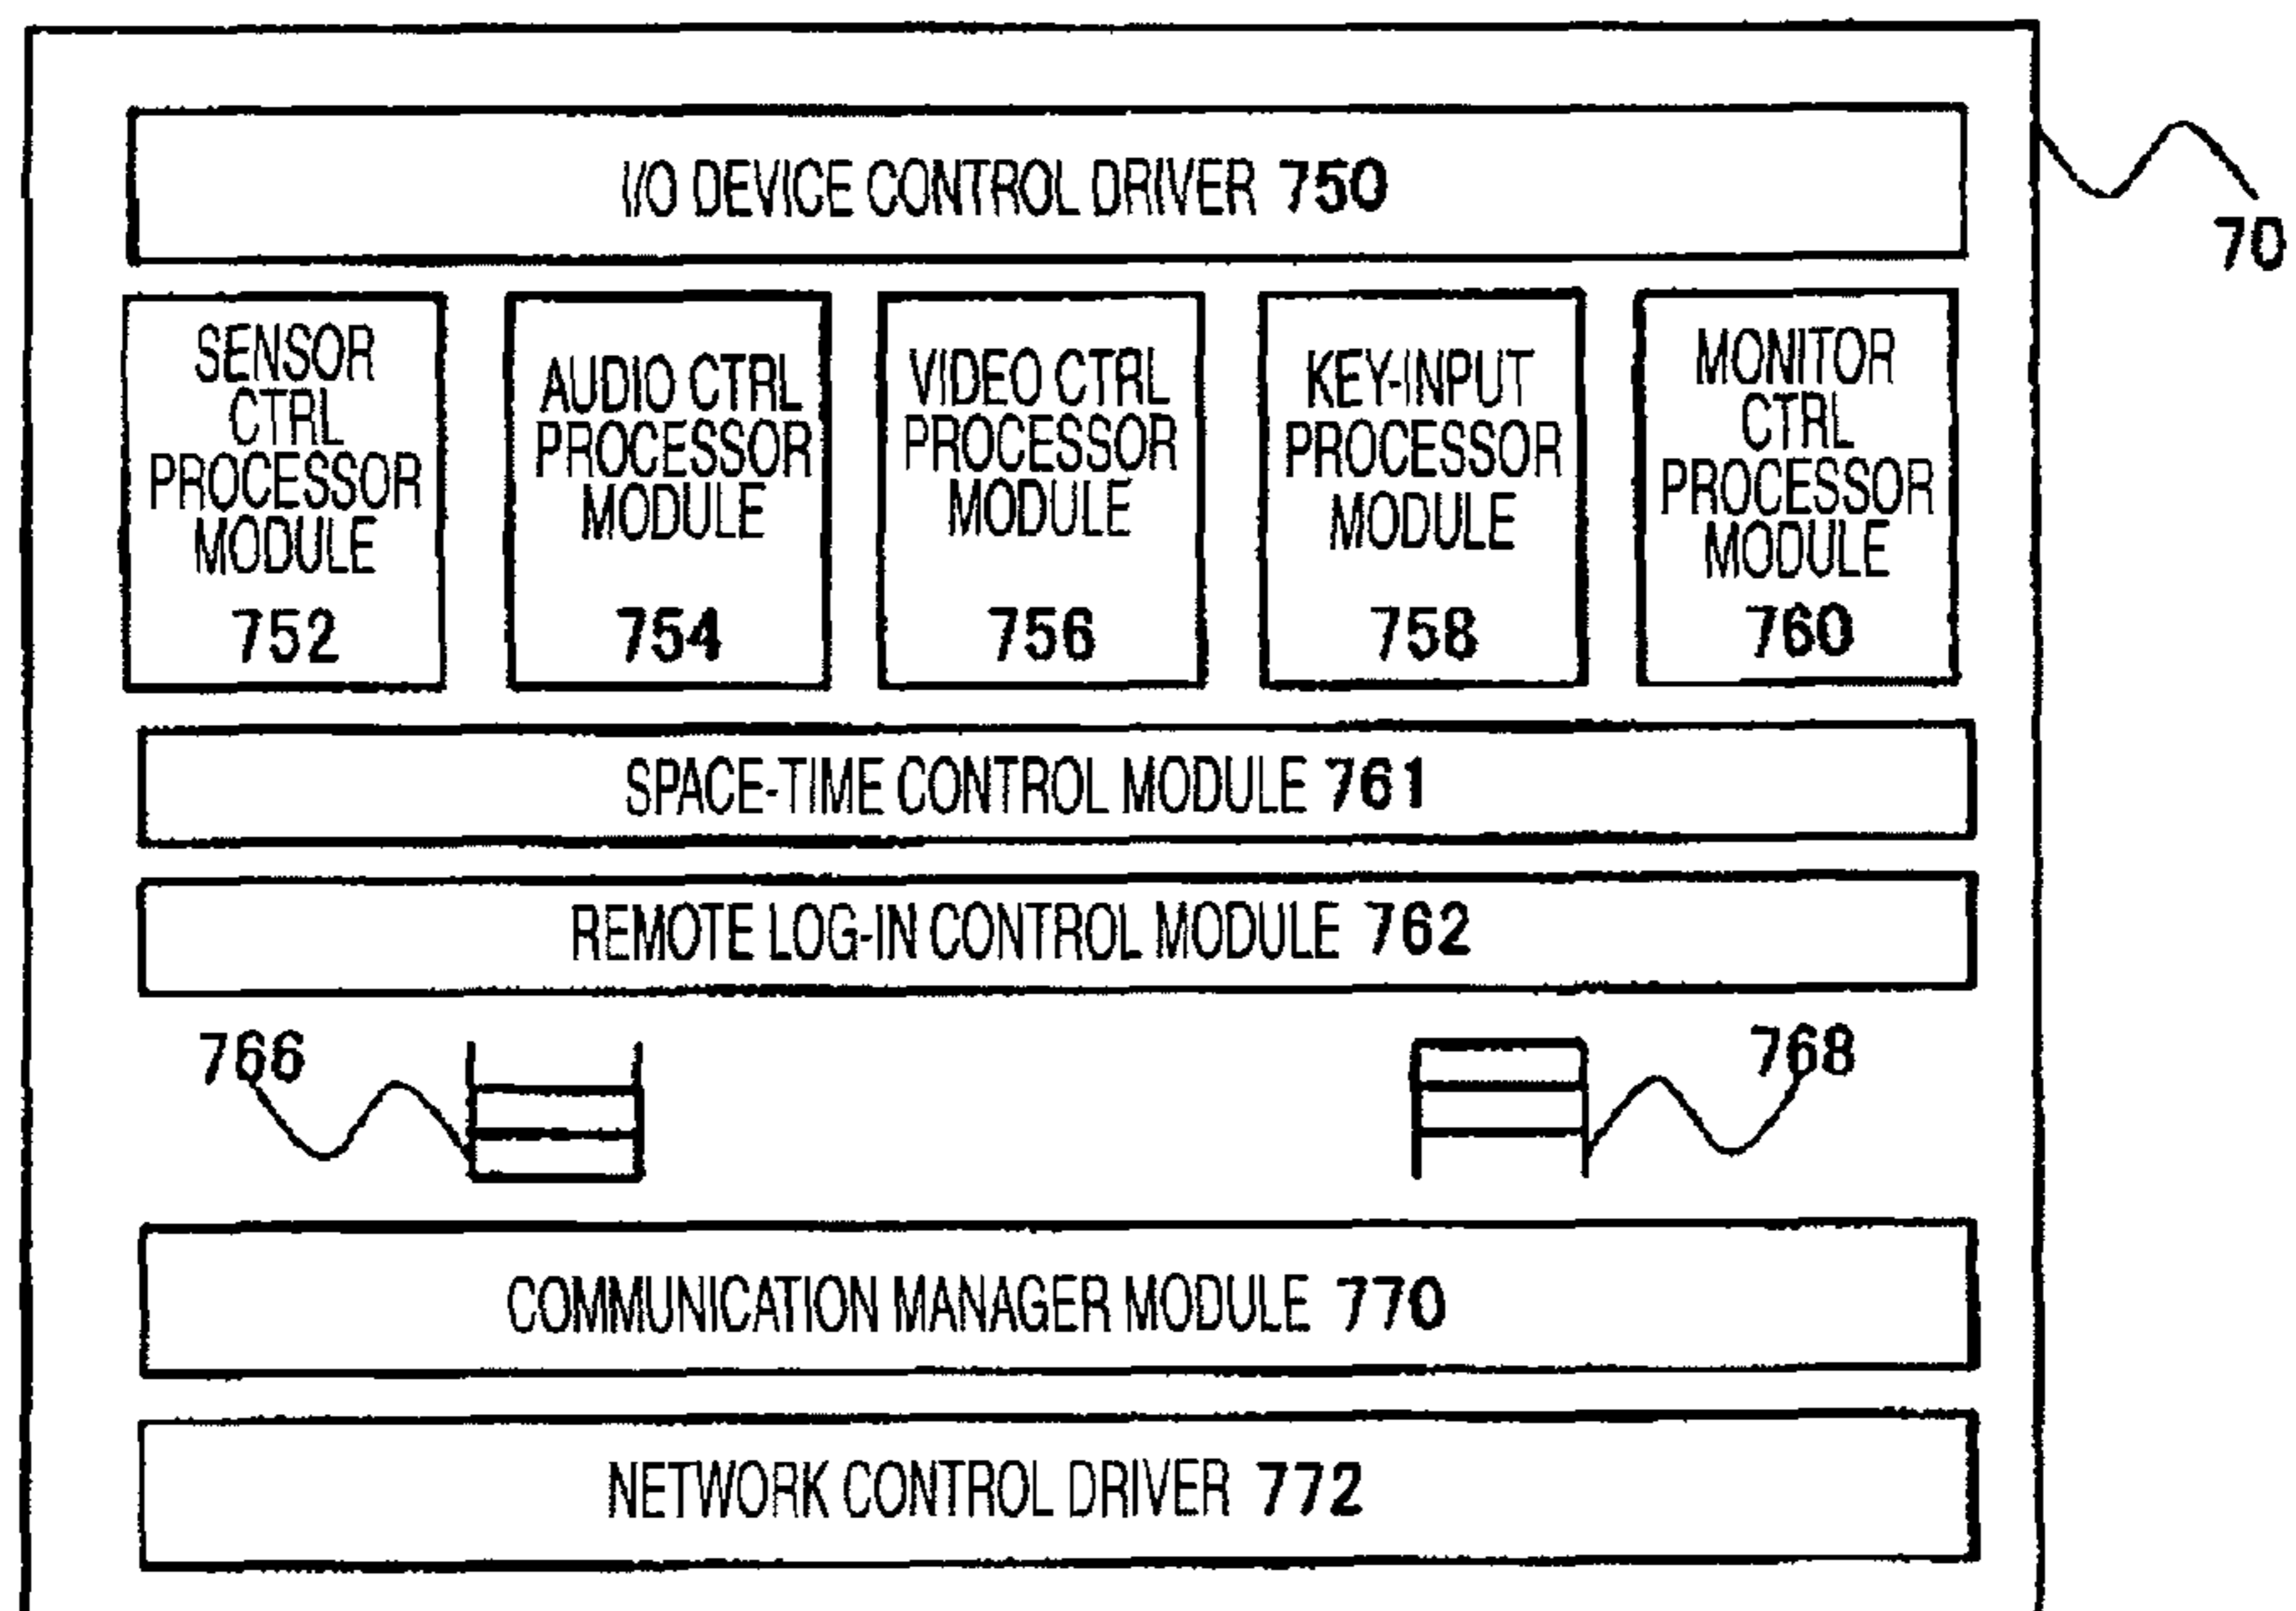 I/O DEVICE CONTROL DRIVER 750
70
SENSOR
CTRL
PROCESSOR
MODULE
752
AUDIO CTRL
PROCESSOR
MODULE
754
VIDEO CTRL
PROCESSOR
MODULE
756
KEY-INPUT
PROCESSOR
MODULE
758
MONITOR
CTRL
PROCESSOR
MODULE
760
SPACE-TIME CONTROL MODULE 761
REMOTE LOG-IN CONTROL MODULE 762
766
768
COMMUNICATION MANAGER MODULE 770
NETWORK CONTROL DRIVER 772